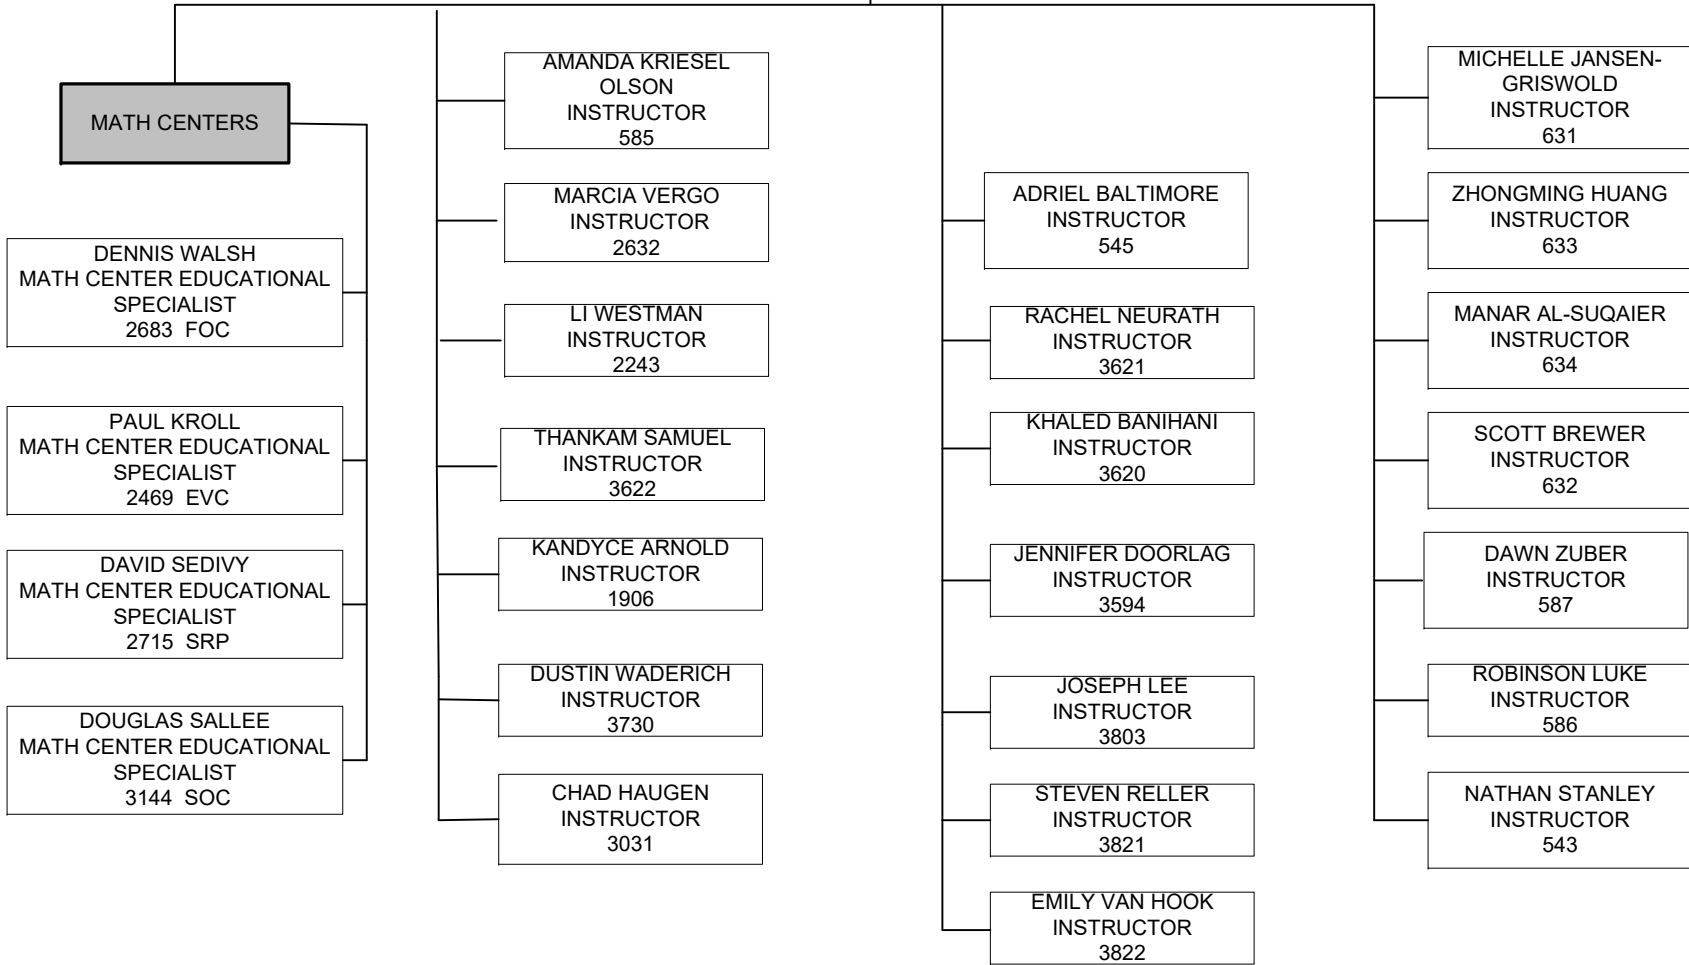 MATH CENTERS
DENNIS WALSH
MATH CENTER EDUCATIONAL
SPECIALIST
2683 FOC
PAUL KROLL
MATH CENTER EDUCATIONAL
SPECIALIST
2469 EVC
DAVID SEDIVY
MATH CENTER EDUCATIONAL
SPECIALIST
2715 SRP
DOUGLAS SALLEE
MATH CENTER EDUCATIONAL
SPECIALIST
3144 SOC
AMANDA KRIESEL
OLSON
INSTRUCTOR
585
MARCIA VERGO
INSTRUCTOR
2632
LI WESTMAN
INSTRUCTOR
2243
THANKAM SAMUEL
INSTRUCTOR
3622
KANDYCE ARNOLD
INSTRUCTOR
1906
DUSTIN WADERICH
INSTRUCTOR
3730
CHAD HAUGEN
INSTRUCTOR
3031
ADRIEL BALTIMORE
INSTRUCTOR
545
RACHEL NEURATH
INSTRUCTOR
3621
KHALED BANIHANI
INSTRUCTOR
3620
JENNIFER DOORLAG
INSTRUCTOR
3594
JOSEPH LEE
INSTRUCTOR
3803
STEVEN RELLER
INSTRUCTOR
3821
EMILY VAN HOOK
INSTRUCTOR
3822
MICHELLE JANSEN-
GRISWOLD
INSTRUCTOR
631
ZHONGMING HUANG
INSTRUCTOR
633
MANAR AL-SUQAIER
INSTRUCTOR
634
SCOTT BREWER
INSTRUCTOR
632
DAWN ZUBER
INSTRUCTOR
587
ROBINSON LUKE
INSTRUCTOR
586
NATHAN STANLEY
INSTRUCTOR
543